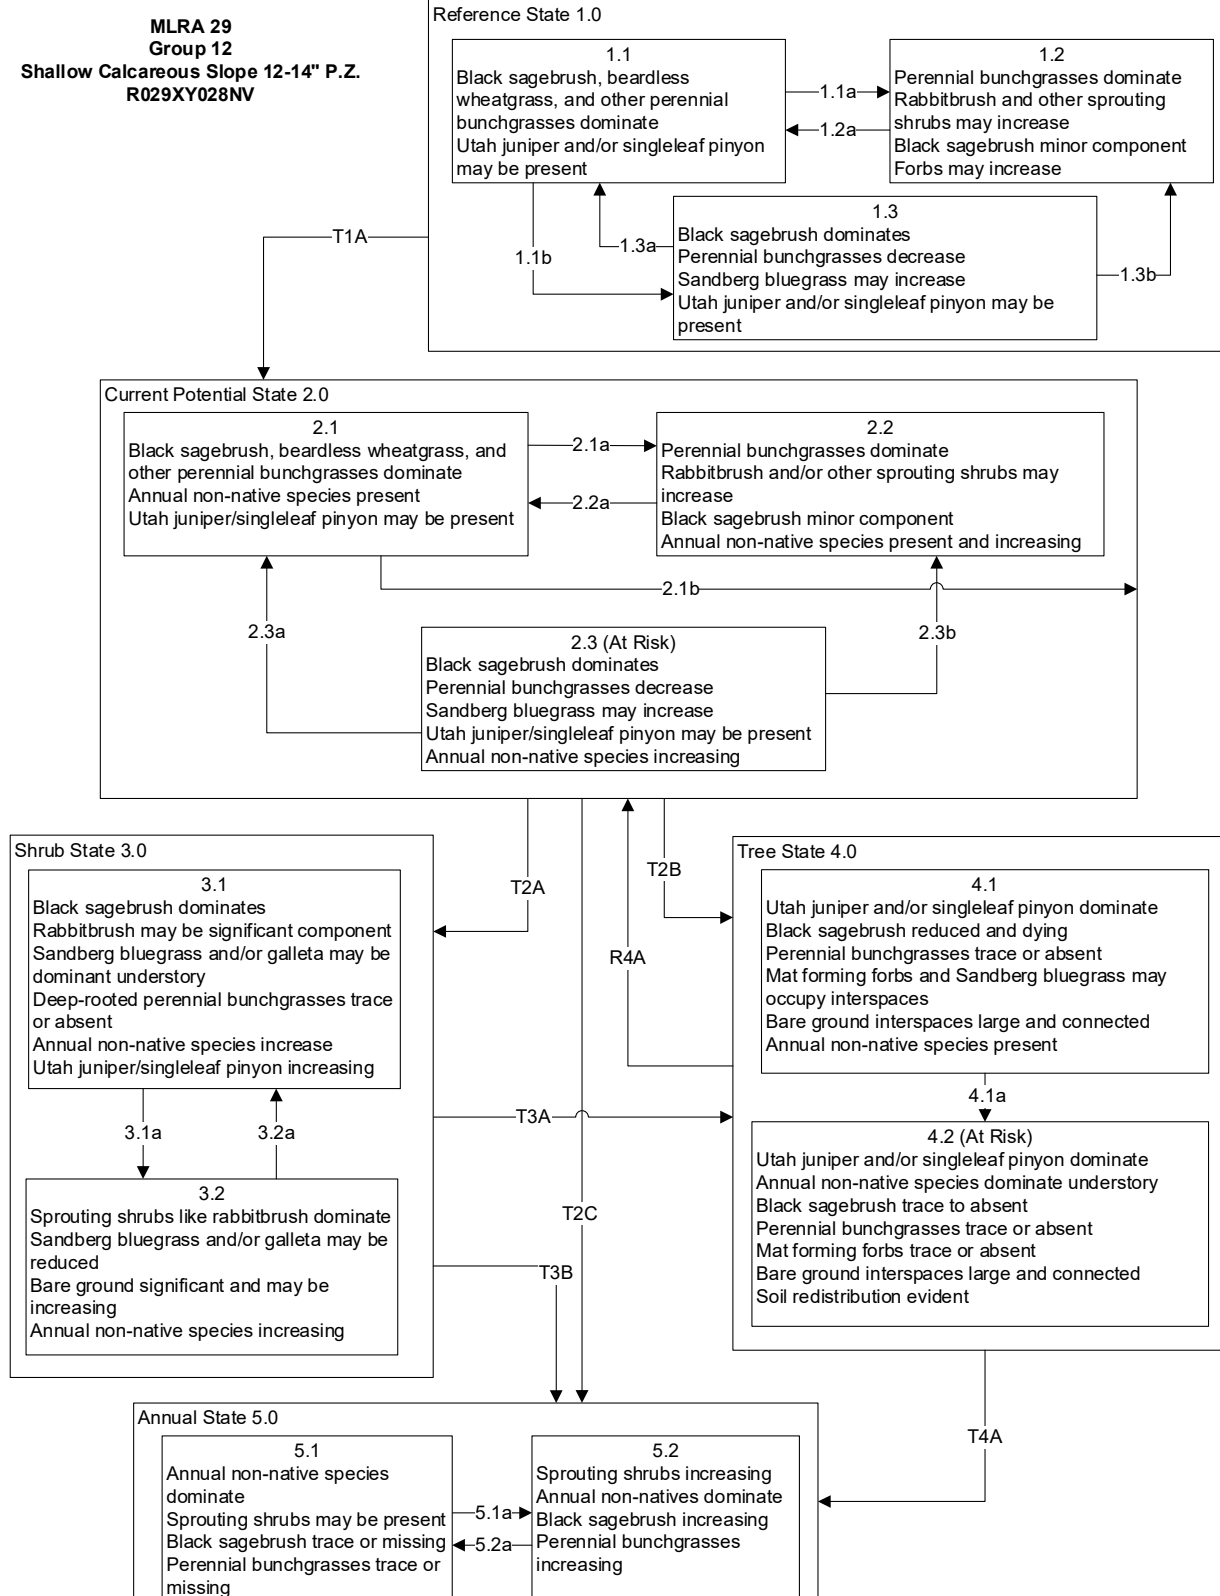 MLRA 29
Group 12
Shallow Calcareous Slope 12-14" P.Z.
R029XY028NV
Reference State 1.0
1.1
Black sagebrush, beardless
wheatgrass, and other perennial
bunchgrasses dominate
Utah juniper and/or singleleaf pinyon
may be present
1.1a
1.2a
1.2
Perennial bunchgrasses dominate
Rabbitbrush and other sprouting
shrubs may increase
Black sagebrush minor component
Forbs may increase
1.1b
1.3a
1.3
Black sagebrush dominates
Perennial bunchgrasses decrease
Sandberg bluegrass may increase
Utah juniper and/or singleleaf pinyon may be
present
1.3b
T1A
Current Potential State 2.0
2.1
Black sagebrush, beardless wheatgrass, and
other perennial bunchgrasses dominate
Annual non-native species present
Utah juniper/singleleaf pinyon may be present
2.1a
2.2a
2.2
Perennial bunchgrasses dominate
Rabbitbrush and/or other sprouting shrubs may
increase
Black sagebrush minor component
Annual non-native species present and increasing
2.1b
2.3a
2.3b
2.3 (At Risk)
Black sagebrush dominates
Perennial bunchgrasses decrease
Sandberg bluegrass may increase
Utah juniper/singleleaf pinyon may be present
Annual non-native species increasing
T2A
T2B
R4A
T2C
Shrub State 3.0
3.1
Black sagebrush dominates
Rabbitbrush may be significant component
Sandberg bluegrass and/or galleta may be
dominant understory
Deep-rooted perennial bunchgrasses trace
or absent
Annual non-native species increase
Utah juniper/singleleaf pinyon increasing
3.1a
3.2a
3.2
Sprouting shrubs like rabbitbrush dominate
Sandberg bluegrass and/or galleta may be
reduced
Bare ground significant and may be
increasing
Annual non-native species increasing
T3A
T3B
Tree State 4.0
4.1
Utah juniper and/or singleleaf pinyon dominate
Black sagebrush reduced and dying
Perennial bunchgrasses trace or absent
Mat forming forbs and Sandberg bluegrass may
occupy interspaces
Bare ground interspaces large and connected
Annual non-native species present
4.1a
4.2 (At Risk)
Utah juniper and/or singleleaf pinyon dominate
Annual non-native species dominate understory
Black sagebrush trace to absent
Perennial bunchgrasses trace or absent
Mat forming forbs trace or absent
Bare ground interspaces large and connected
Soil redistribution evident
T4A
Annual State 5.0
5.1
Annual non-native species
dominate
Sprouting shrubs may be present
Black sagebrush trace or missing
Perennial bunchgrasses trace or
missing
5.1a
5.2a
5.2
Sprouting shrubs increasing
Annual non-natives dominate
Black sagebrush increasing
Perennial bunchgrasses
increasing